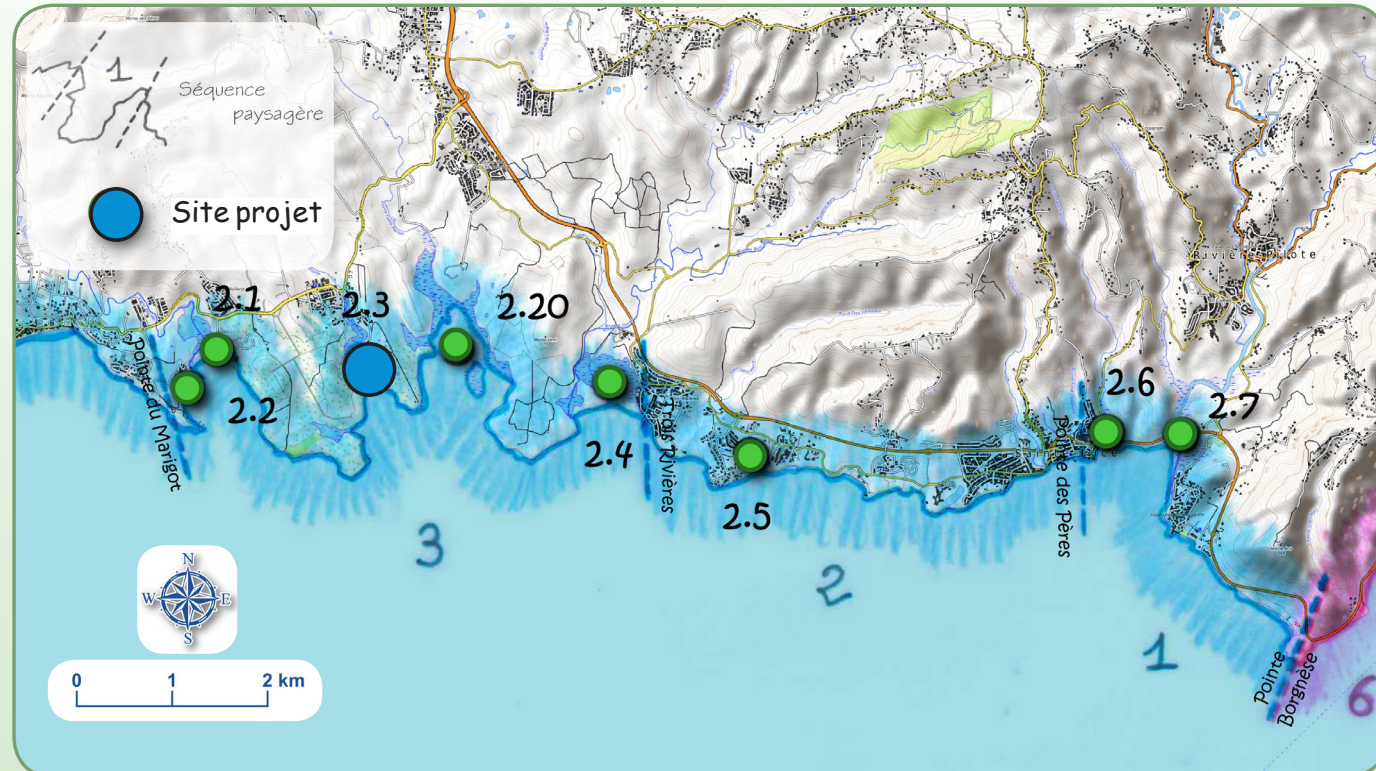 1
Séquence
paysagère
Site projet
Rivière-Pilote
2.1
2.3
2.20
2.2
2.4
2.5
2.6
2.7
Pointe du Marigot
Trois Rivières
Pointe des Pères
Pointe
Borgnèse
3
2
1
6
N
W
E
S
0 1 2 km